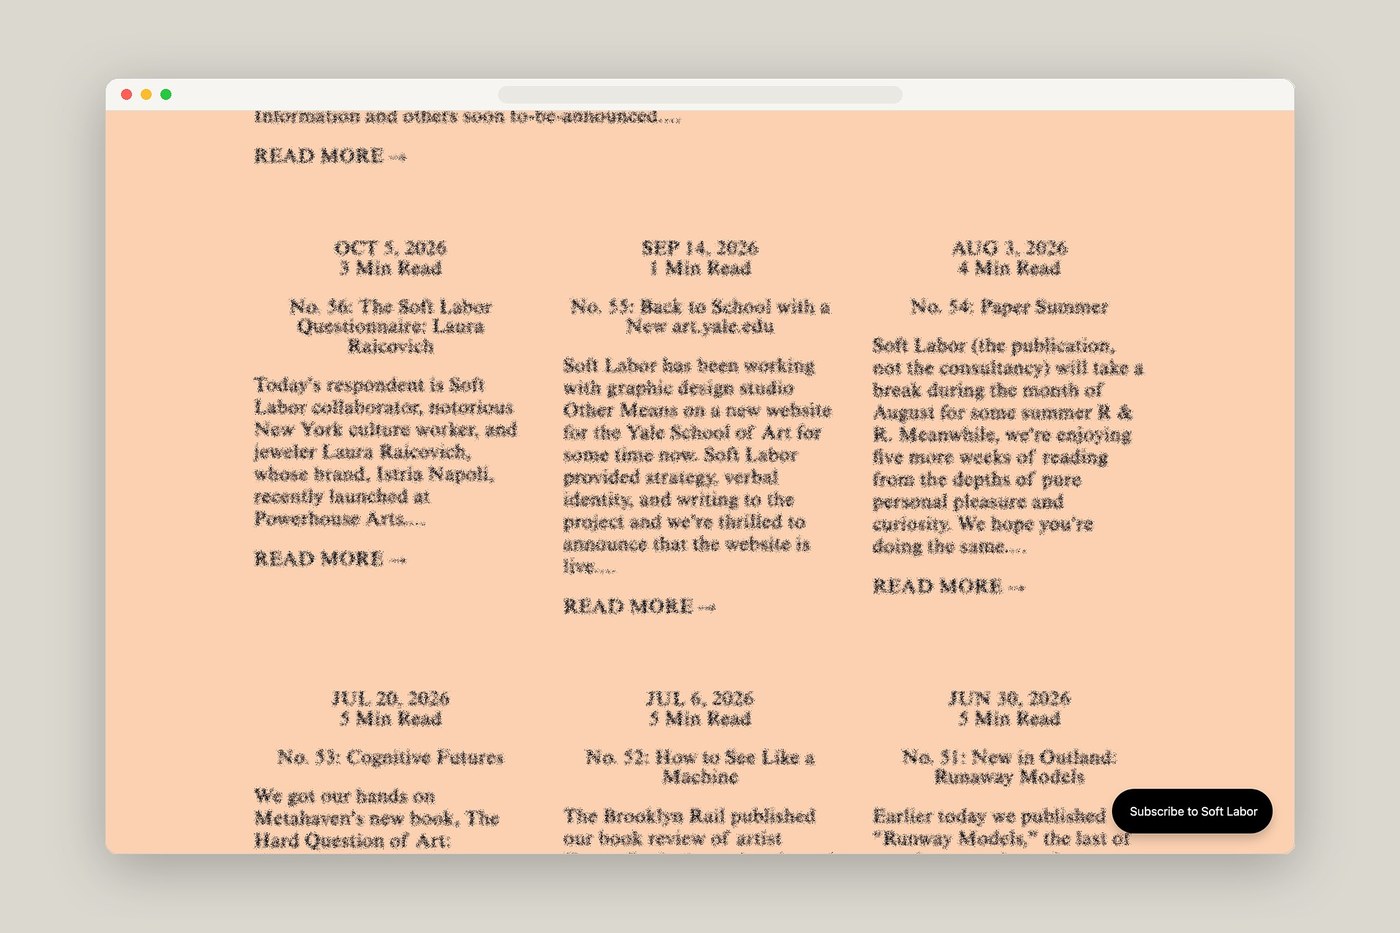 Information and others soon to-be-announced....
READ MORE →
OCT 5, 2026
3 Min Read
No. 56: The Soft Labor
Questionnaire: Laura
Raicovich
Today's respondent is Soft
Labor collaborator, notorious
New York culture worker, and
jeweler Laura Raicovich,
whose brand, Istria Napoli,
recently launched at
Powerhouse Arts....
READ MORE →
SEP 14, 2026
1 Min Read
No. 55: Back to School with a
New art.yale.edu
Soft Labor has been working
with graphic design studio
Other Means on a new website
for the Yale School of Art for
some time now. Soft Labor
provided strategy, verbal
identity, and writing to the
project and we're thrilled to
announce that the website is
live....
READ MORE →
AUG 3, 2026
4 Min Read
No. 54: Paper Summer
Soft Labor (the publication,
not the consultancy) will take a
break during the month of
August for some summer R &
R. Meanwhile, we're enjoying
five more weeks of reading
from the depths of pure
personal pleasure and
curiosity. We hope you're
doing the same....
READ MORE →
JUL 20, 2026
5 Min Read
No. 53: Cognitive Futures
We got our hands on
Metahaven's new book, The
Hard Question of Art:
JUL 6, 2026
5 Min Read
No. 52: How to See Like a
Machine
The Brooklyn Rail published
our book review of artist
JUN 30, 2026
5 Min Read
No. 51: New in Outland:
Runaway Models
Earlier today we published
"Runway Models," the last of
Subscribe to Soft Labor